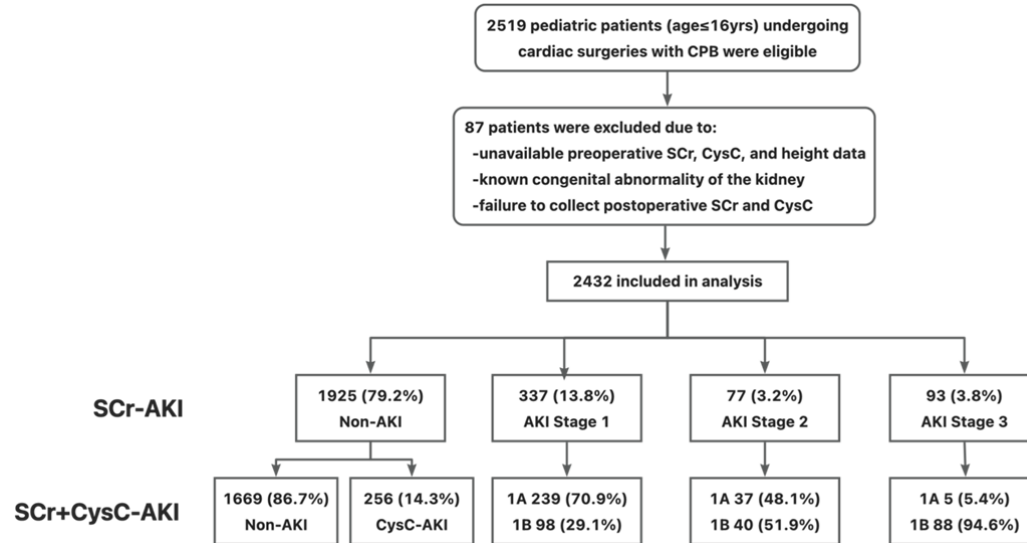 2519 pediatric patients (age≤16yrs) undergoing
cardiac surgeries with CPB were eligible
87 patients were excluded due to:
-unavailable preoperative SCr, CysC, and height data
-known congenital abnormality of the kidney
-failure to collect postoperative SCr and CysC
2432 included in analysis
SCr-AKI
1925 (79.2%)
Non-AKI
337 (13.8%)
AKI Stage 1
77 (3.2%)
AKI Stage 2
93 (3.8%)
AKI Stage 3
SCr+CysC-AKI
1669 (86.7%)
Non-AKI
256 (14.3%)
CysC-AKI
1A 239 (70.9%)
1B 98 (29.1%)
1A 37 (48.1%)
1B 40 (51.9%)
1A 5 (5.4%)
1B 88 (94.6%)